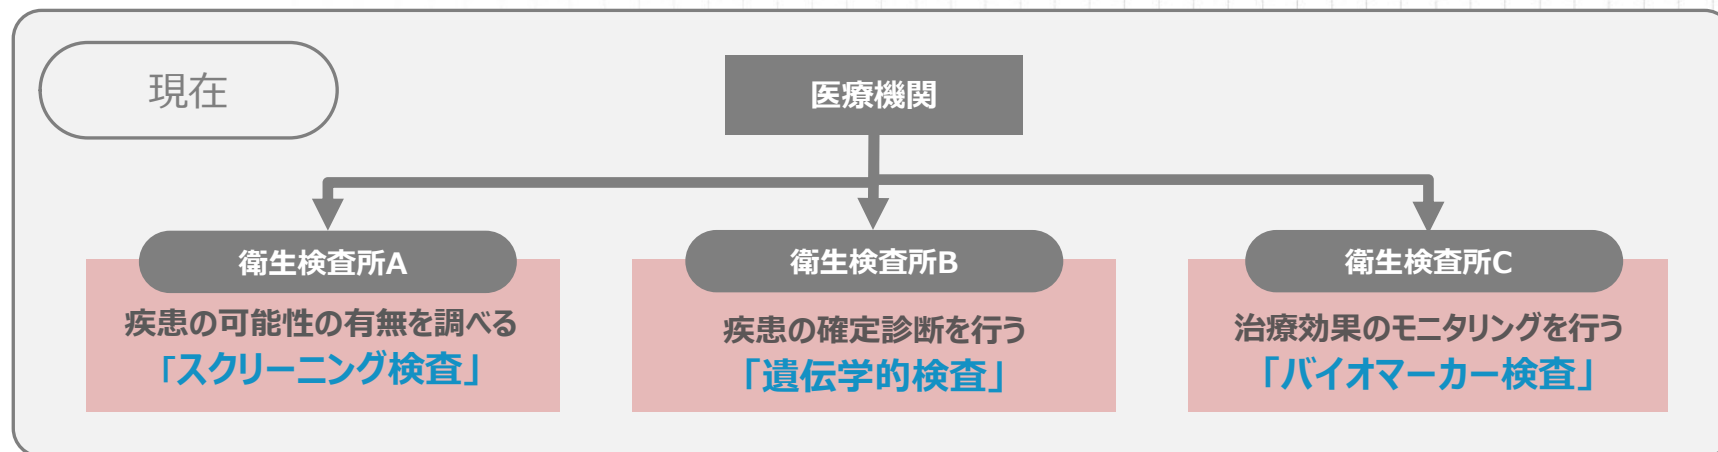 現在
医療機関
衛生検査所A
疾患の可能性の有無を調べる
「スクリーニング検査」
衛生検査所B
疾患の確定診断を行う
「遺伝学的検査」
衛生検査所C
治療効果のモニタリングを行う
「バイオマーカー検査」